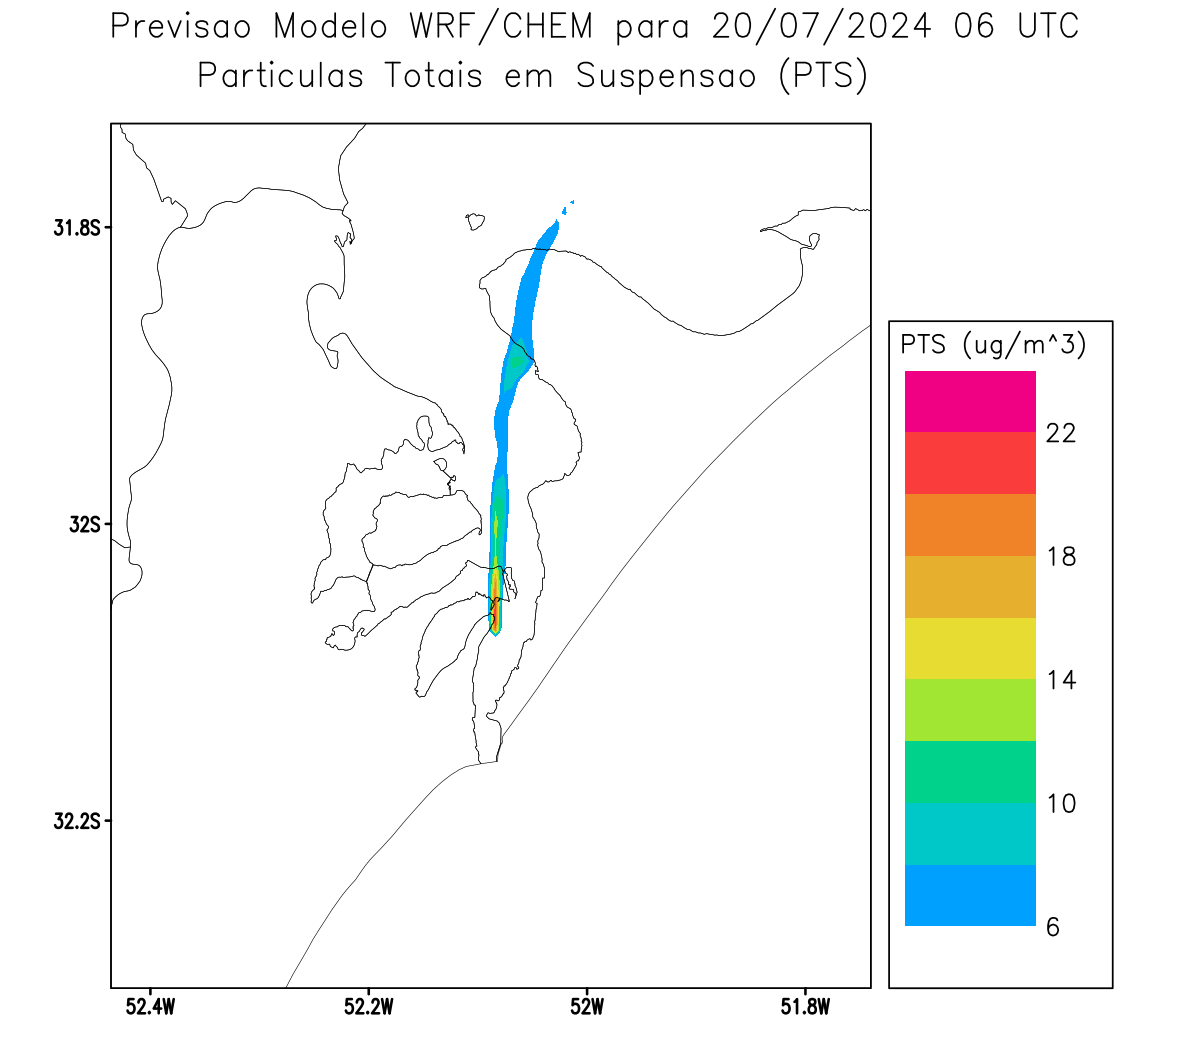 Previsao Modelo WRF/CHEM para 20/07/2024 06 UTC
Particulas Totais em Suspensao (PTS)
31.8S
32S
32.2S
52.4W
52.2W
52W
51.8W
PTS (ug/m^3)
22
18
14
10
6